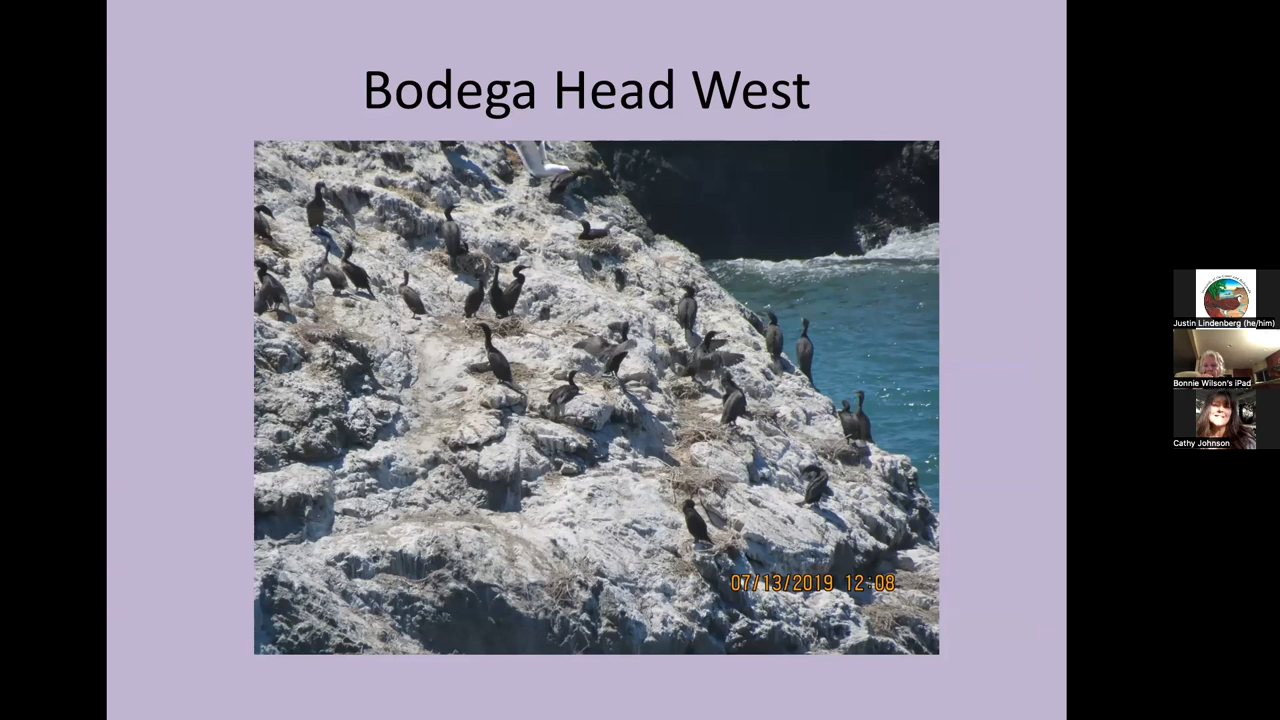 Bodega Head West
07/13/2019 12:08
Justin Lindenberg (he/him)
Bonnie Wilson's iPad
Cathy Johnson